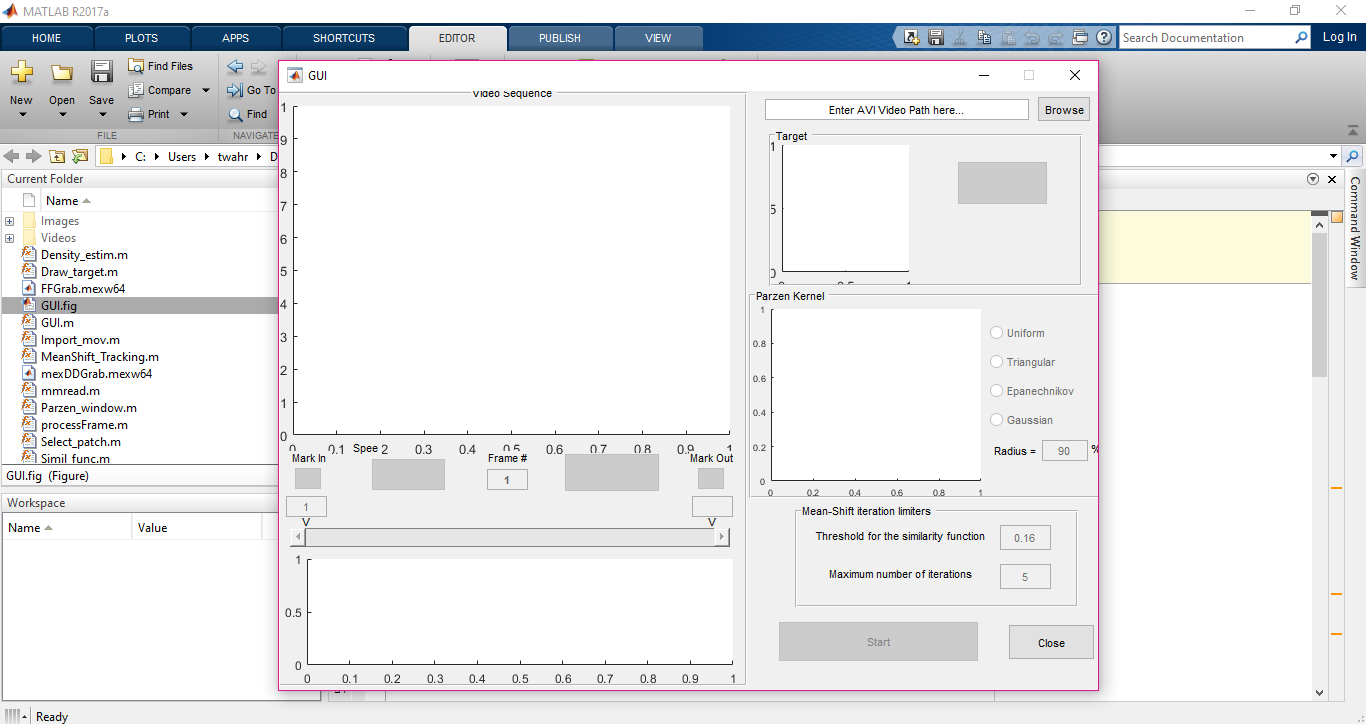 MATLAB R2017a
HOME PLOTS APPS SHORTCUTS EDITOR PUBLISH VIEW
Search Documentation
Log In
New
Open
Save
Find Files
Compare
Print
FILE
Go To
Find
NAVIGATE
C: Users twahr D
Current Folder
Name
Images
Videos
Density_estim.m
Draw_target.m
FFGrab.mexw64
GUI.fig
GUI.m
Import_mov.m
MeanShift_Tracking.m
mexDDGrab.mexw64
mmread.m
Parzen_window.m
processFrame.m
Select_patch.m
Simil_func.m
GUI.fig (Figure)
Workspace
Name Value
Ready
GUI
Video Sequence
1
9
8
7
6
5
4
3
2
1
0
0 0.1 2 0.3 0.4 0.5 0.6 0.7 0.8 0.9 1
Mark In
Spee
Frame #
Mark Out
1
1
V
V
1
0.5
0
0 0.1 0.2 0.3 0.4 0.5 0.6 0.7 0.8 0.9 1
Enter AVI Video Path here...
Browse
Target
1
5
0
0 0.5 1
Parzen Kernel
1
0.8
0.6
0.4
0.2
0
0 0.2 0.4 0.6 0.8 1
Uniform
Triangular
Epanechnikov
Gaussian
Radius = 90 %
Mean-Shift iteration limiters
Threshold for the similarity function 0.16
Maximum number of iterations 5
Start
Close
Command Window